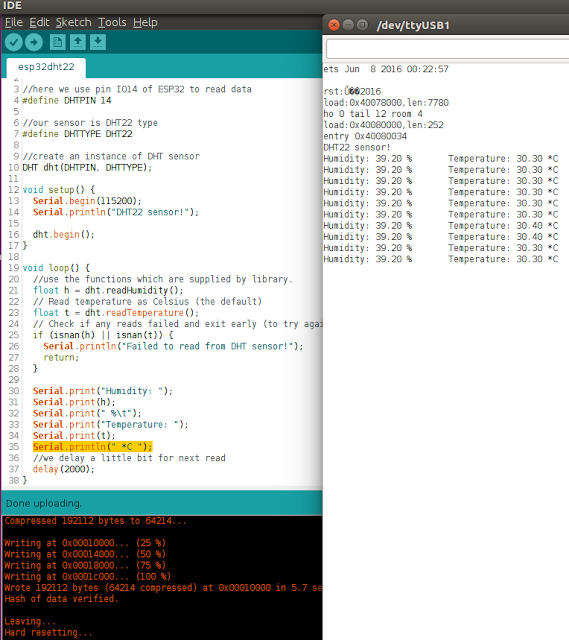 IDE
File Edit Sketch Tools Help
esp32dht22
2
3 //here we use pin IO14 of ESP32 to read data
4 #define DHTPIN 14
5
6 //our sensor is DHT22 type
7 #define DHTTYPE DHT22
8
9 //create an instance of DHT sensor
10 DHT dht(DHTPIN, DHTTYPE);
11
12 void setup() {
13 Serial.begin(115200);
14 Serial.println("DHT22 sensor!");
15
16 dht.begin();
17 }
18
19 void loop() {
20 //use the functions which are supplied by library.
21 float h = dht.readHumidity();
22 // Read temperature as Celsius (the default)
23 float t = dht.readTemperature();
24 // Check if any reads failed and exit early (to try agai
25 if (isnan(h) || isnan(t)) {
26 Serial.println("Failed to read from DHT sensor!");
27 return;
28 }
29
30 Serial.print("Humidity: ");
31 Serial.print(h);
32 Serial.print(" %\t");
33 Serial.print("Temperature: ");
34 Serial.print(t);
35 Serial.println(" *C ");
36 //we delay a little bit for next read
37 delay(2000);
38 }
Done uploading.
Compressed 192112 bytes to 64214...
Writing at 0x00010000... (25 %)
Writing at 0x00014000... (50 %)
Writing at 0x00018000... (75 %)
Writing at 0x0001c000... (100 %)
Wrote 192112 bytes (64214 compressed) at 0x00010000 in 5.7 se
Hash of data verified.
Leaving...
Hard resetting...
/dev/ttyUSB1
ets Jun 8 2016 00:22:57
rst:2016
load:0x40078000,len:7780
ho 0 tail 12 room 4
load:0x40080000,len:252
entry 0x40080034
DHT22 sensor!
Humidity: 39.20 % Temperature: 30.30 *C
Humidity: 39.20 % Temperature: 30.30 *C
Humidity: 39.20 % Temperature: 30.30 *C
Humidity: 39.20 % Temperature: 30.30 *C
Humidity: 39.20 % Temperature: 30.30 *C
Humidity: 39.20 % Temperature: 30.30 *C
Humidity: 39.20 % Temperature: 30.40 *C
Humidity: 39.20 % Temperature: 30.40 *C
Humidity: 39.20 % Temperature: 30.30 *C
Humidity: 39.20 % Temperature: 30.30 *C